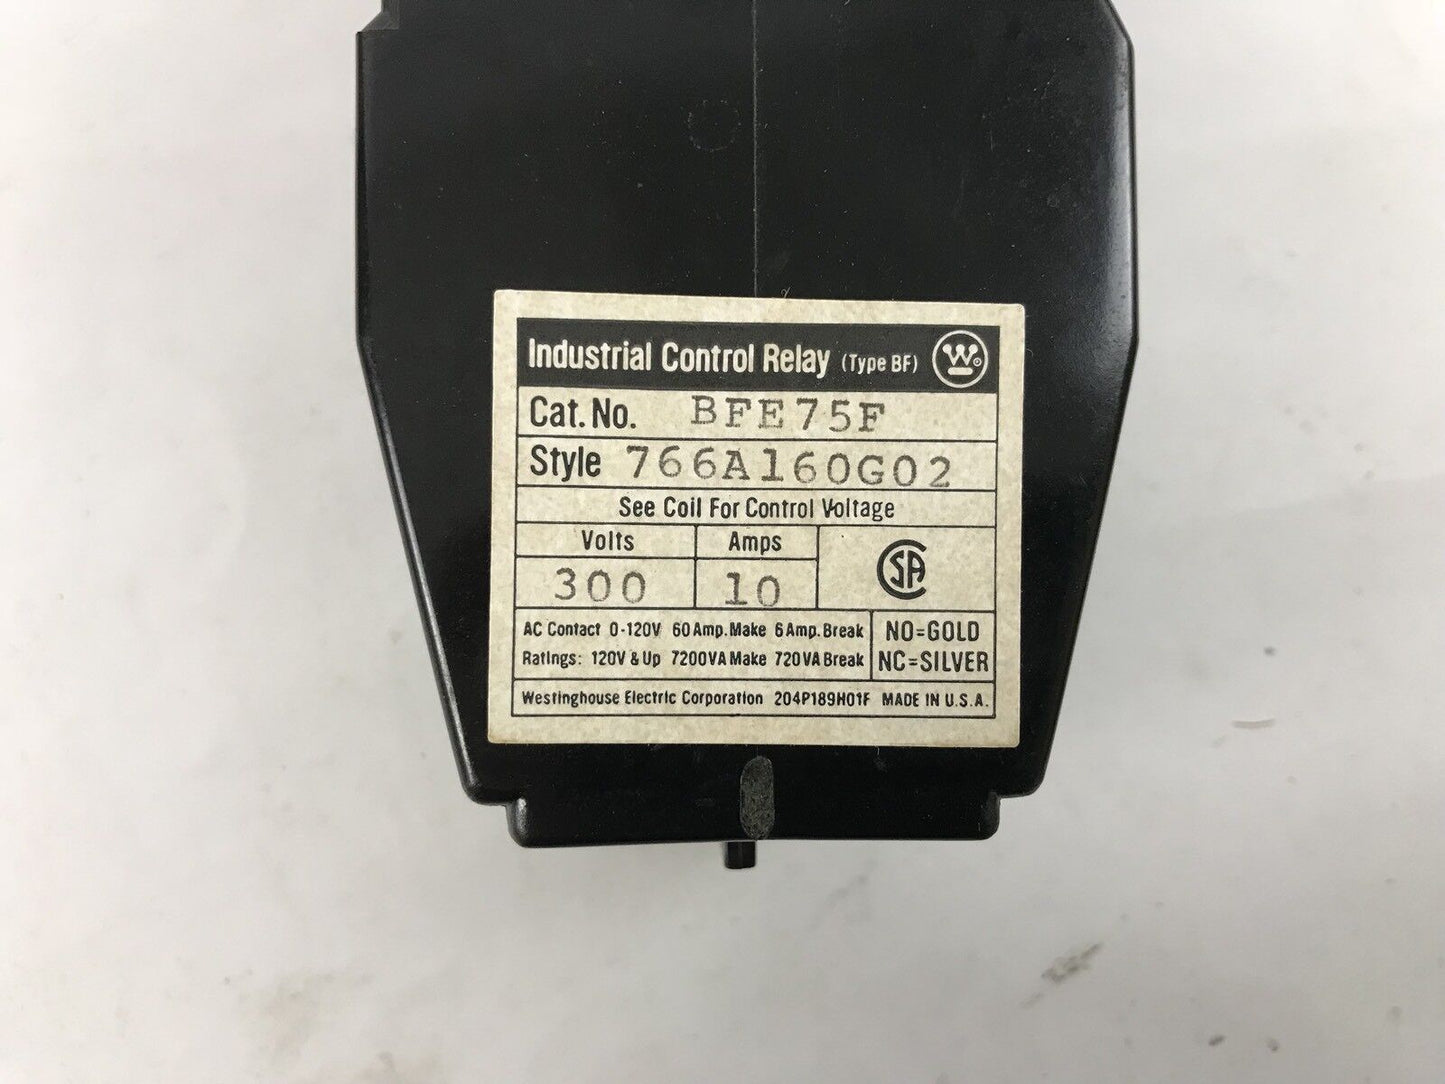 Industrial Control Relay (Type BF) W
Cat. No. BFE75F
Style 766A160G02
See Coil For Control Voltage
Volts Amps
300 10 CSA
AC Contact 0-120V 60 Amp. Make 6 Amp. Break NO=GOLD
Ratings: 120V & Up 7200VA Make 720VA Break NC=SILVER
Westinghouse Electric Corporation 204P189H01F MADE IN U.S.A.